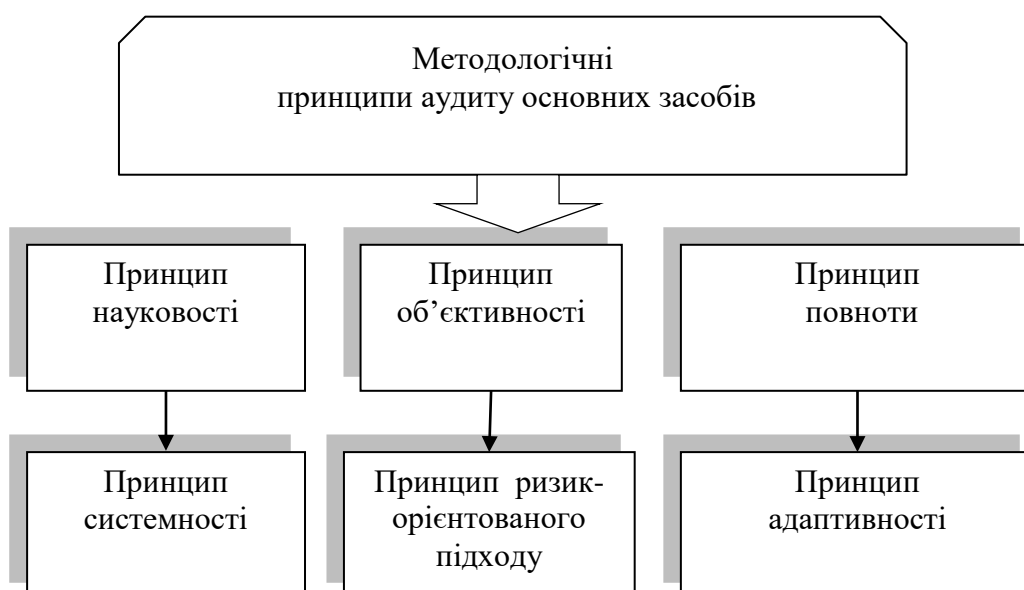 Методологічні
принципи аудиту основних засобів
Принцип
науковості
Принцип
об’єктивності
Принцип
повноти
Принцип
системності
Принцип ризик-
орієнтованого
підходу
Принцип
адаптивності